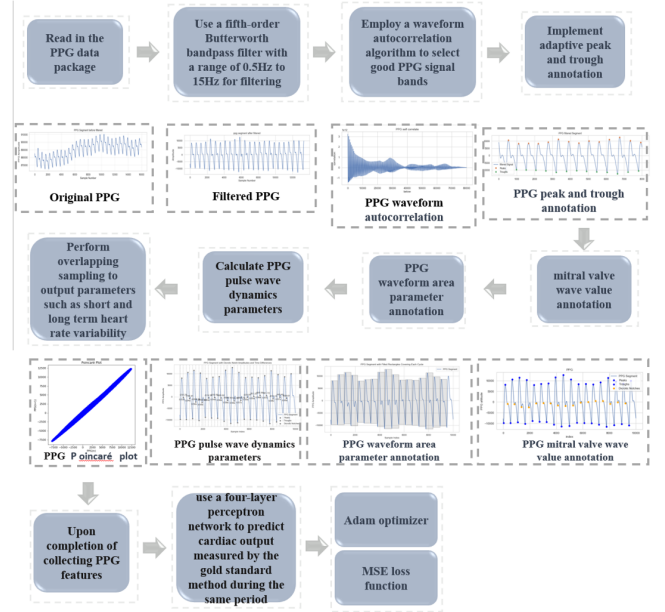 Read in the
PPG data
package
Use a fifth-order
Butterworth
bandpass filter with
a range of 0.5Hz to
15Hz for filtering
Employ a waveform
autocorrelation
algorithm to select
good PPG signal
bands
Implement
adaptive peak
and trough
annotation
Original PPG
Filtered PPG
PPG waveform
autocorrelation
PPG peak and trough
annotation
Perform
overlapping
sampling to
output parameters
such as short and
long term heart
rate variability
Calculate PPG
pulse wave
dynamics
parameters
PPG
waveform area
parameter
annotation
mitral valve
wave value
annotation
PPG P oincaré plot
PPG pulse wave dynamics
parameters
PPG waveform area
parameter annotation
PPG mitral valve wave
value annotation
Upon
completion of
collecting PPG
features
use a four-layer
perceptron
network to predict
cardiac output
measured by the
gold standard
method during the
same period
Adam optimizer
MSE loss
function